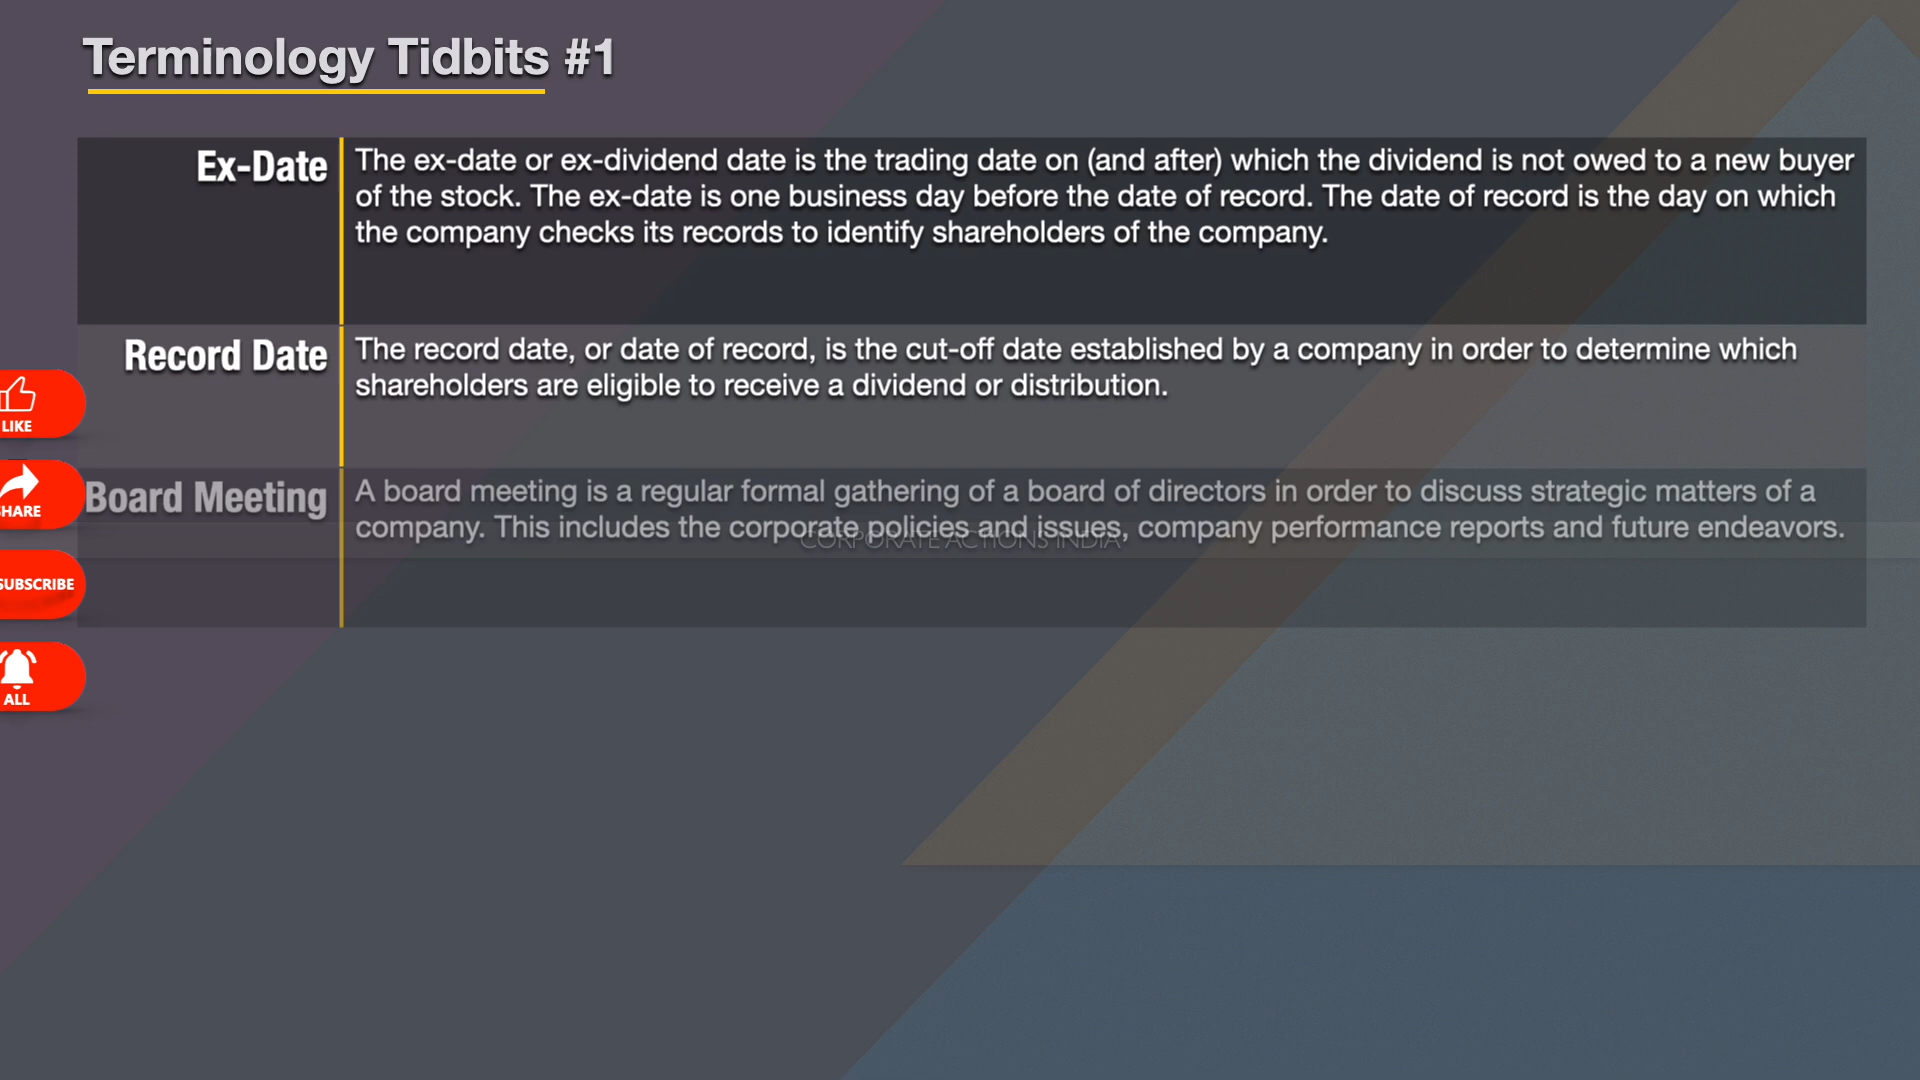 Terminology Tidbits #1
Ex-Date
The ex-date or ex-dividend date is the trading date on (and after) which the dividend is not owed to a new buyer
of the stock. The ex-date is one business day before the date of record. The date of record is the day on which
the company checks its records to identify shareholders of the company.
Record Date
The record date, or date of record, is the cut-off date established by a company in order to determine which
shareholders are eligible to receive a dividend or distribution.
LIKE
Board Meeting
A board meeting is a regular formal gathering of a board of directors in order to discuss strategic matters of a
company. This includes the corporate policies and issues, company performance reports and future endeavors.
SHARE
CORPORATE ACTIONS INDIA
SUBSCRIBE
ALL